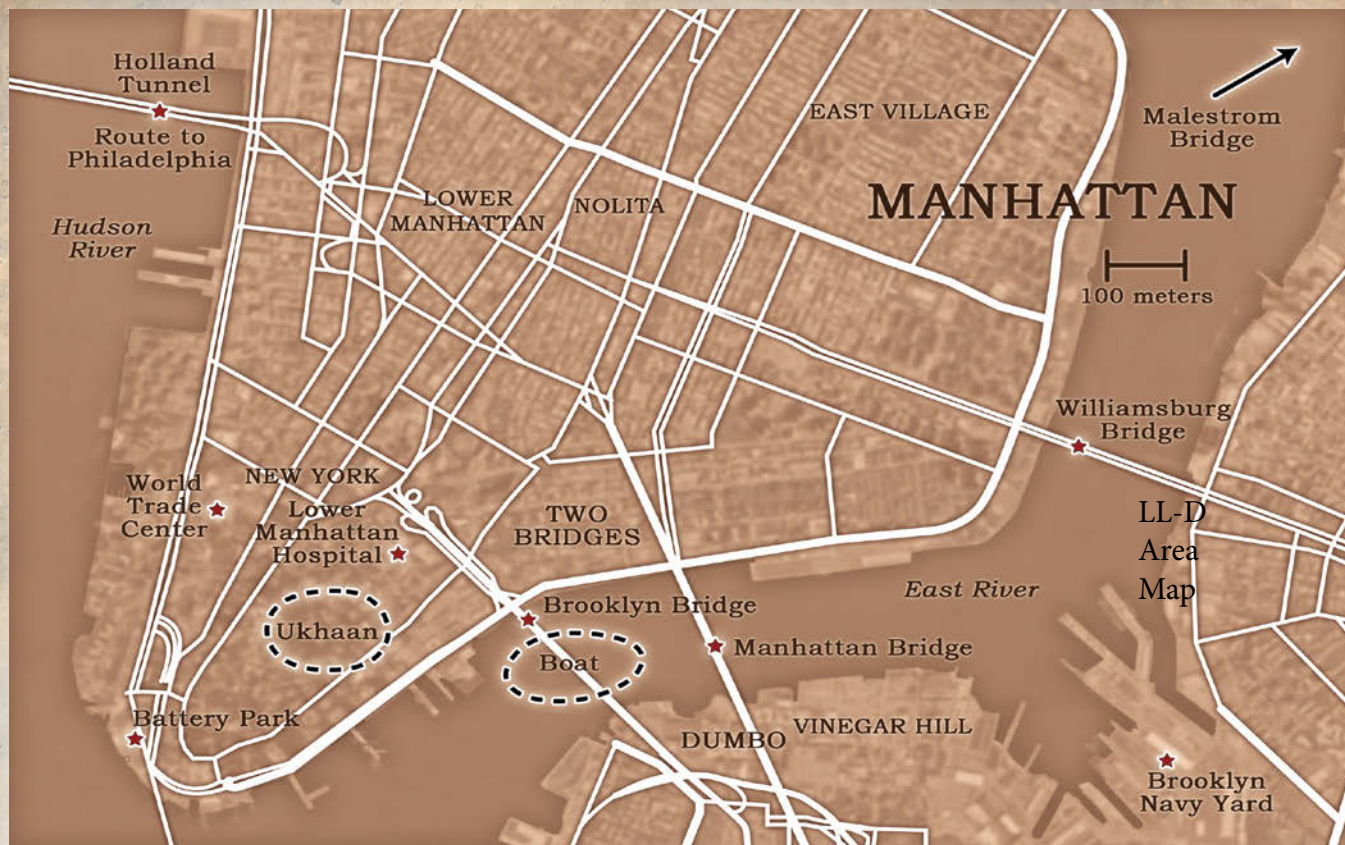 Holland
Tunnel
Route to
Philadelphia
Hudson
River
LOWER
MANHATTAN
NOLITA
EAST VILLAGE
Malestrom
Bridge
MANHATTAN
100 meters
Williamsburg
Bridge
World
Trade
Center
NEW YORK
Lower
Manhattan
Hospital
TWO
BRIDGES
LL-D
Area
Map
East River
Ukhaan
Brooklyn Bridge
Boat
Manhattan Bridge
Battery Park
DUMBO
VINEGAR HILL
Brooklyn
Navy Yard